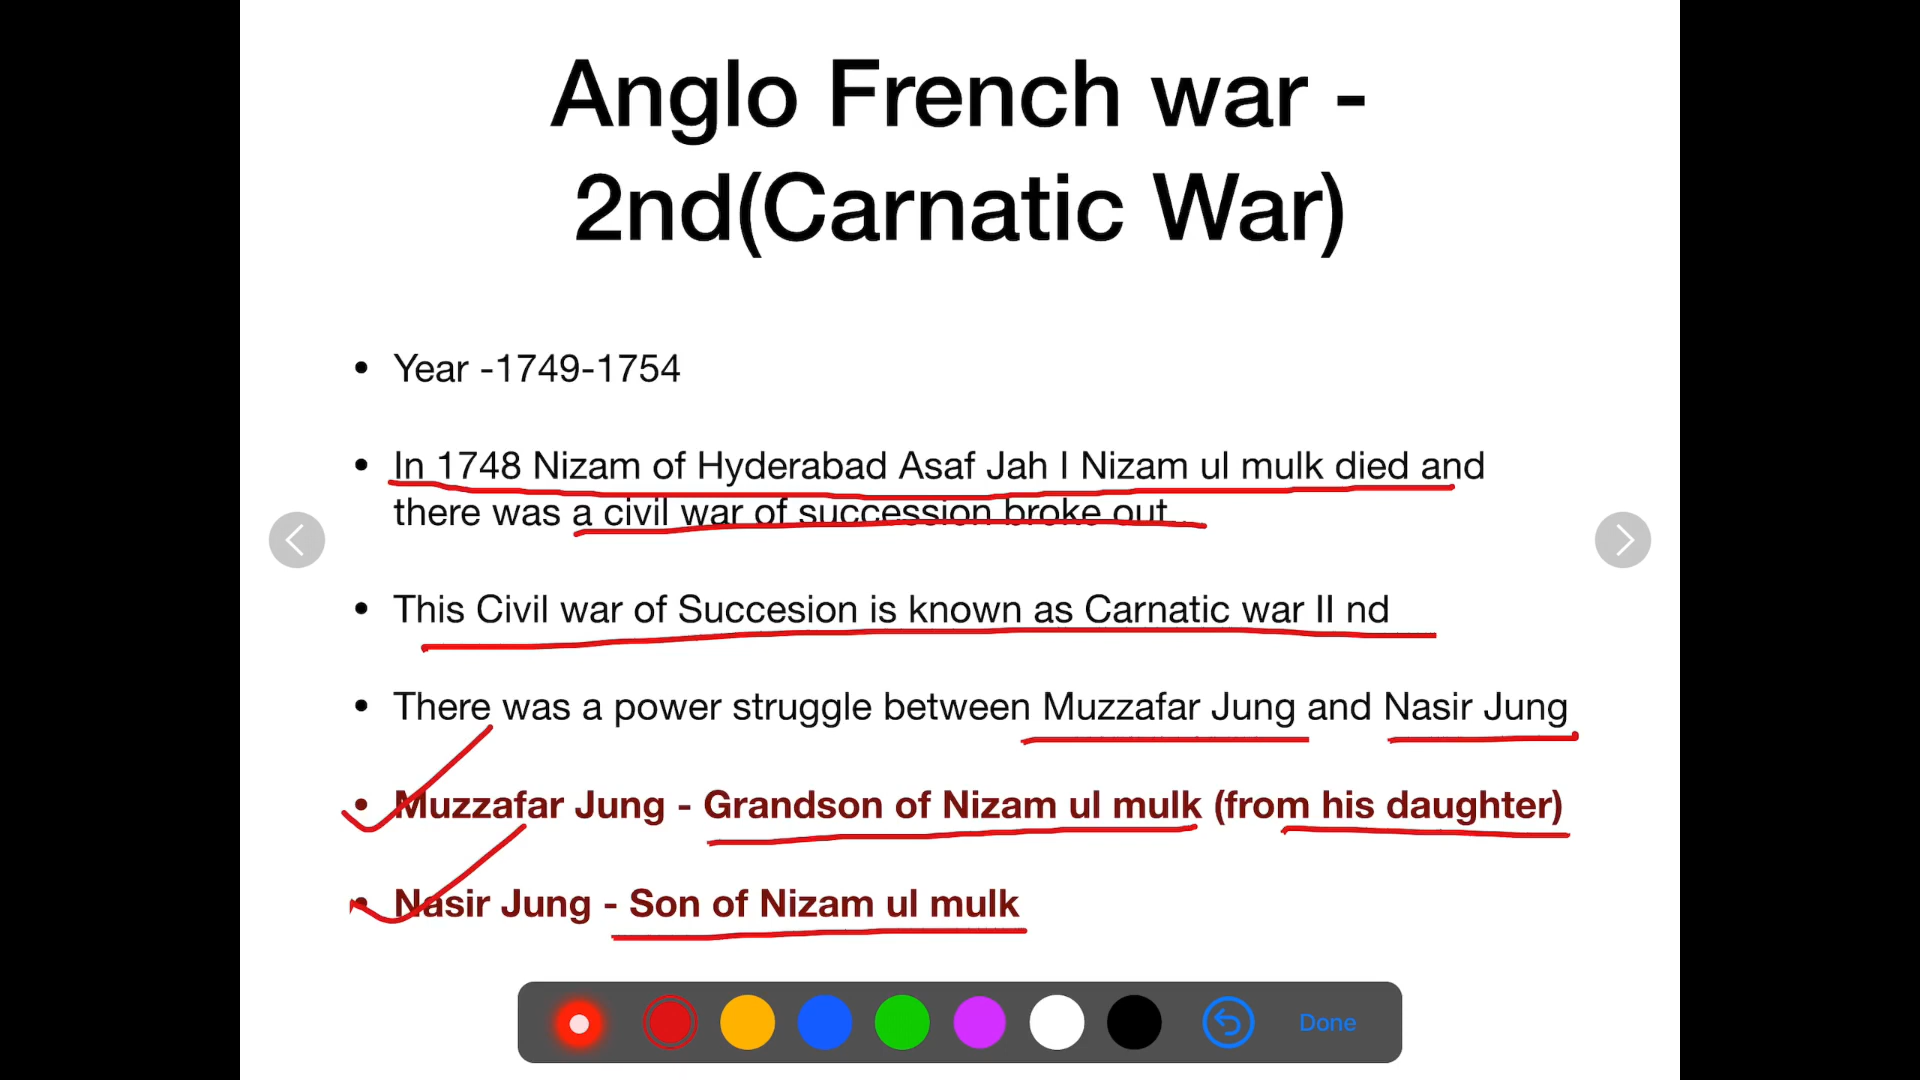 Anglo French war -
2nd(Carnatic War)
• Year -1749-1754
• In 1748 Nizam of Hyderabad Asaf Jah I Nizam ul mulk died and
there was a civil war of succession broke out..
• This Civil war of Succesion is known as Carnatic war II nd
• There was a power struggle between Muzzafar Jung and Nasir Jung
• Muzzafar Jung - Grandson of Nizam ul mulk (from his daughter)
• Nasir Jung - Son of Nizam ul mulk
Done